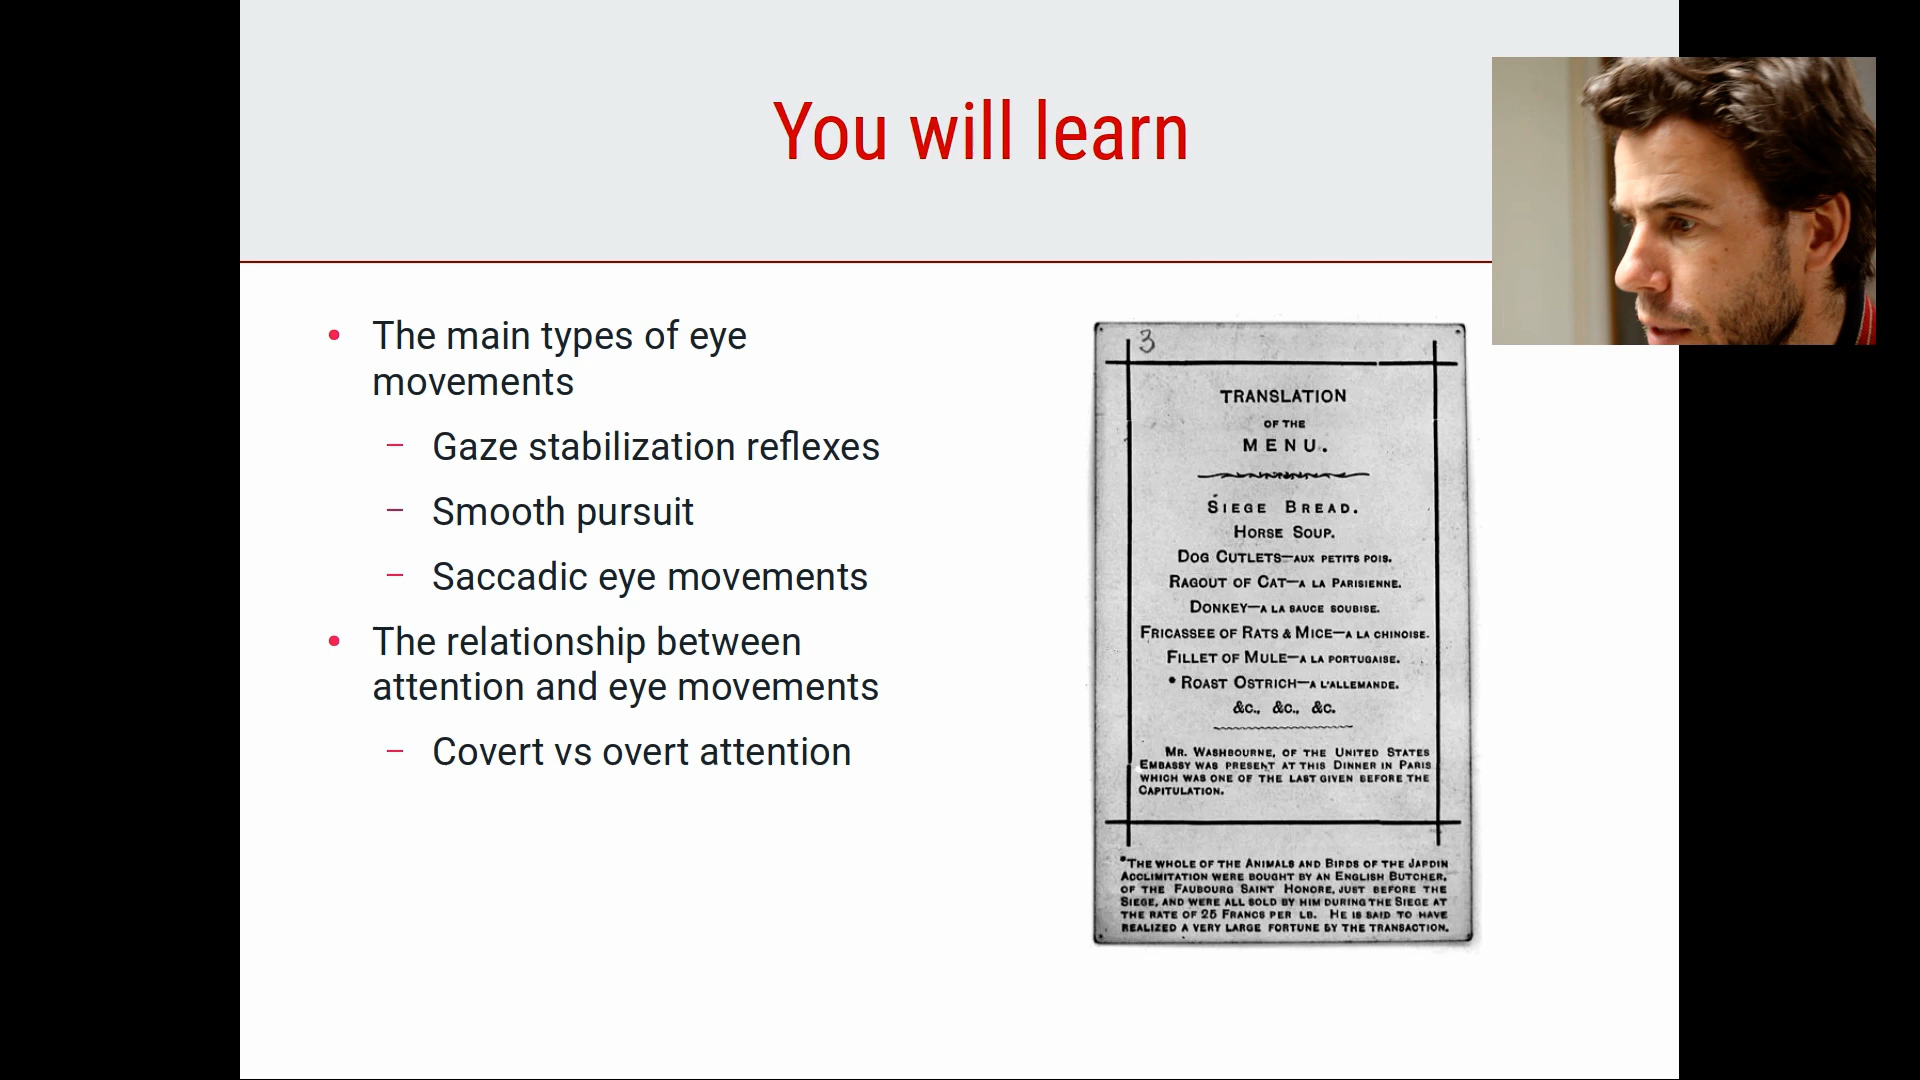 You will learn
The main types of eye
movements
Gaze stabilization reflexes
Smooth pursuit
Saccadic eye movements
The relationship between
attention and eye movements
Covert vs overt attention
3
TRANSLATION
OF THE
MENU.
SIEGE BREAD.
HORSE SOUP.
DOG CUTLETS—AUX PETITS POIS.
RAGOUT OF CAT—A LA PARISIENNE.
DONKEY—A LA SAUCE SOUBISE.
FRICASSEE OF RATS & MICE—A LA CHINOISE.
FILLET OF MULE—A LA PORTUGAISE.
* ROAST OSTRICH—A L'ALLEMANDE.
&C., &C., &C.
MR. WASHBOURNE, OF THE UNITED STATES
EMBASSY WAS PRESENT AT THIS DINNER IN PARIS
WHICH WAS ONE OF THE LAST GIVEN BEFORE THE
CAPITULATION.
*THE WHOLE OF THE ANIMALS AND BIRDS OF THE JARDIN
ACCLIMITATION WERE BOUGHT BY AN ENGLISH BUTCHER,
OF THE FAUBOURG SAINT HONORE, JUST BEFORE THE
SIEGE, AND WERE ALL SOLD BY HIM DURING THE SIEGE AT
THE RATE OF 25 FRANCS PER LB. HE IS SAID TO HAVE
REALIZED A VERY LARGE FORTUNE BY THE TRANSACTION.